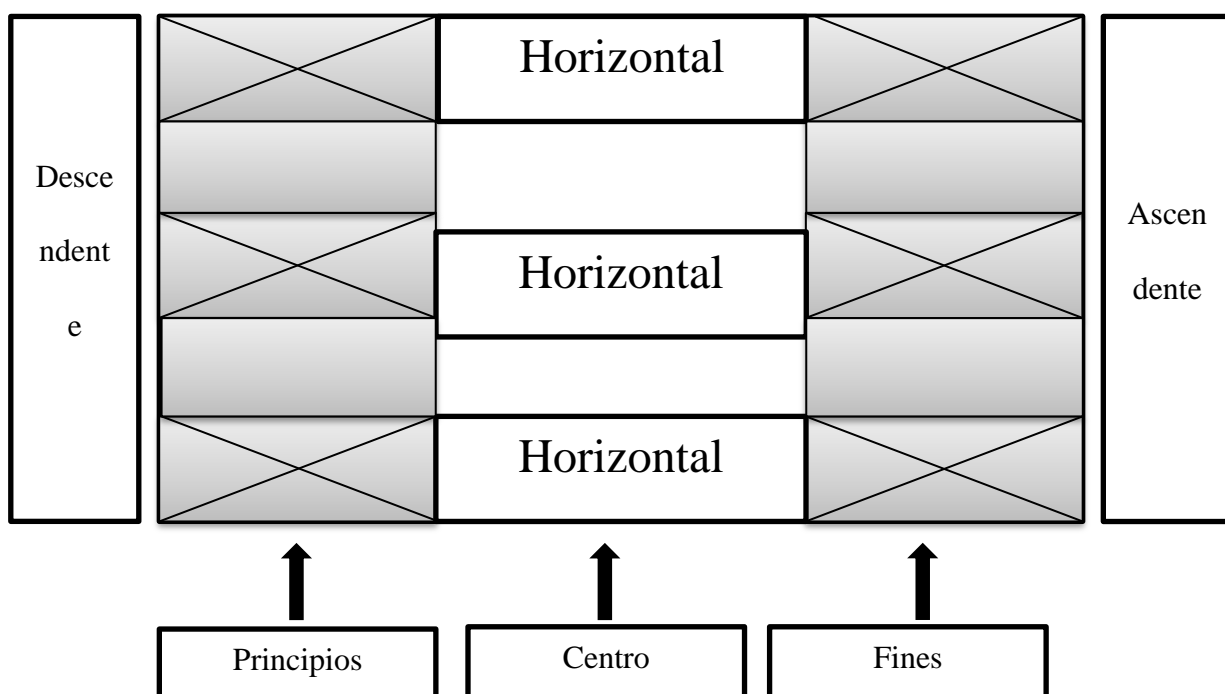 Horizontal
Desce
ndent
e
Horizontal
Ascen
dente
Horizontal
Principios
Centro
Fines